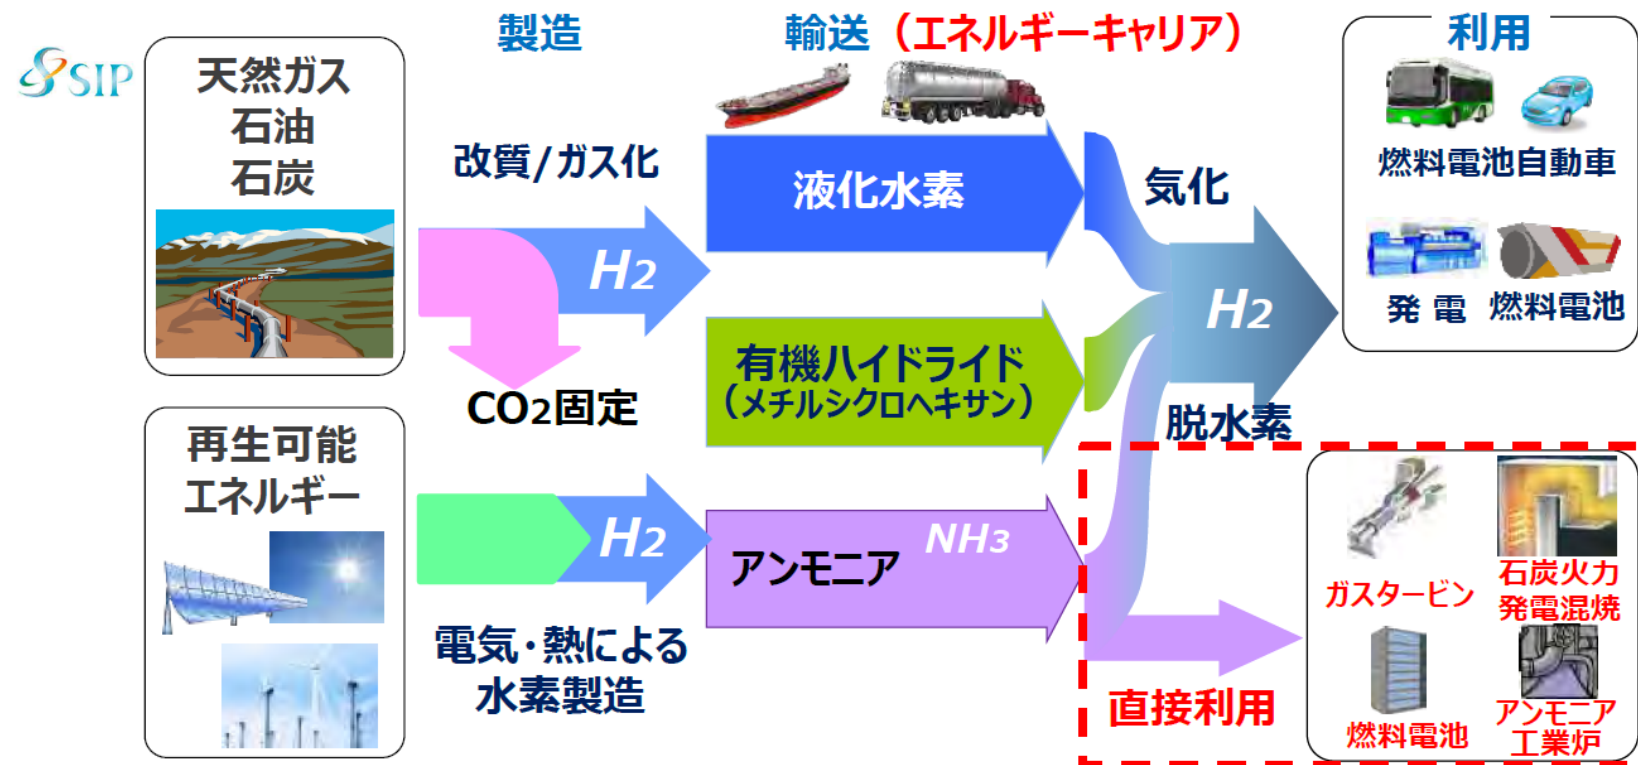 SIP
製造
輸送（エネルギーキャリア）
利用
天然ガス
石油
石炭
改質/ガス化
H2
CO2固定
再生可能
エネルギー
H2
電気・熱による
水素製造
液化水素
有機ハイドライド
（メチルシクロヘキサン）
アンモニア NH3
気化
H2
脱水素
直接利用
燃料電池自動車
発電
燃料電池
ガスタービン
石炭火力
発電混焼
燃料電池
アンモニア
工業炉